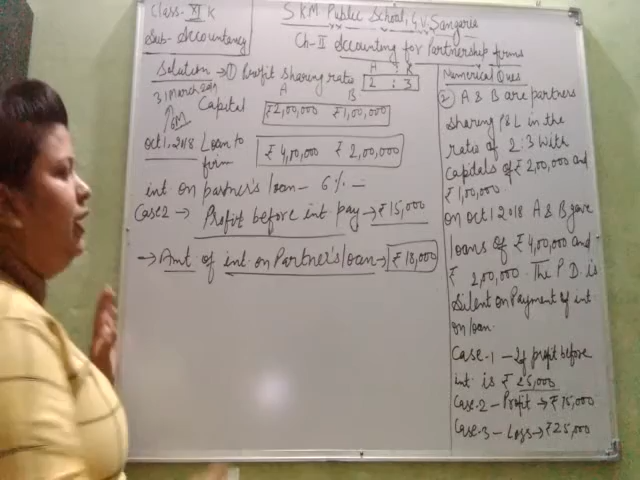 Class- XI K
Sub- Accountancy
SKM Public School, G.V. Sangaria
Ch-II Accounting for Partnership firms
Solution → ① Profit sharing ratio
A : B
2 : 3
31 March 2019
6M
Oct 1, 2018
A B
Capital ₹2,00,000 ₹1,00,000
Loan to firm ₹ 4,00,000 ₹ 2,00,000
int. on partner's loan - 6% —
Case 2 → Profit before int pay → ₹15,000
→ Amt of int. on Partner's loan → ₹18,000
Numerical Ques
② A & B are partners
sharing P&L in the
ratio of 2:3 with
capitals of ₹ 2,00,000 and
₹1,00,000.
on Oct 1 2018 A & B gave
loans of ₹ 4,00,000 and
₹ 2,00,000. The P.D. is
Silent on Payment of int.
on loan.
Case-1 - If profit before
int. is ₹ 25,000
Case-2 - Profit → ₹ 15,000
Case-3 - Loss → ₹25,000